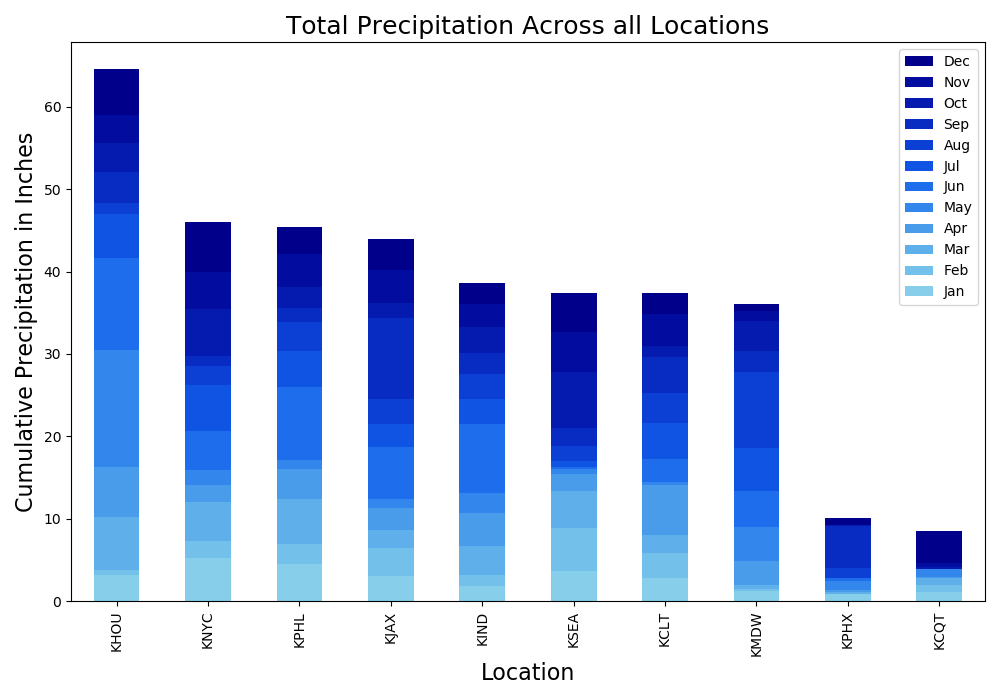 Total Precipitation Across all Locations
Cumulative Precipitation in Inches
60
50
40
30
20
10
0
Dec
Nov
Oct
Sep
Aug
Jul
Jun
May
Apr
Mar
Feb
Jan
KHOU
KNYC
KPHL
KJAX
KIND
KSEA
KCLT
KMDW
KPHX
KCQT
Location